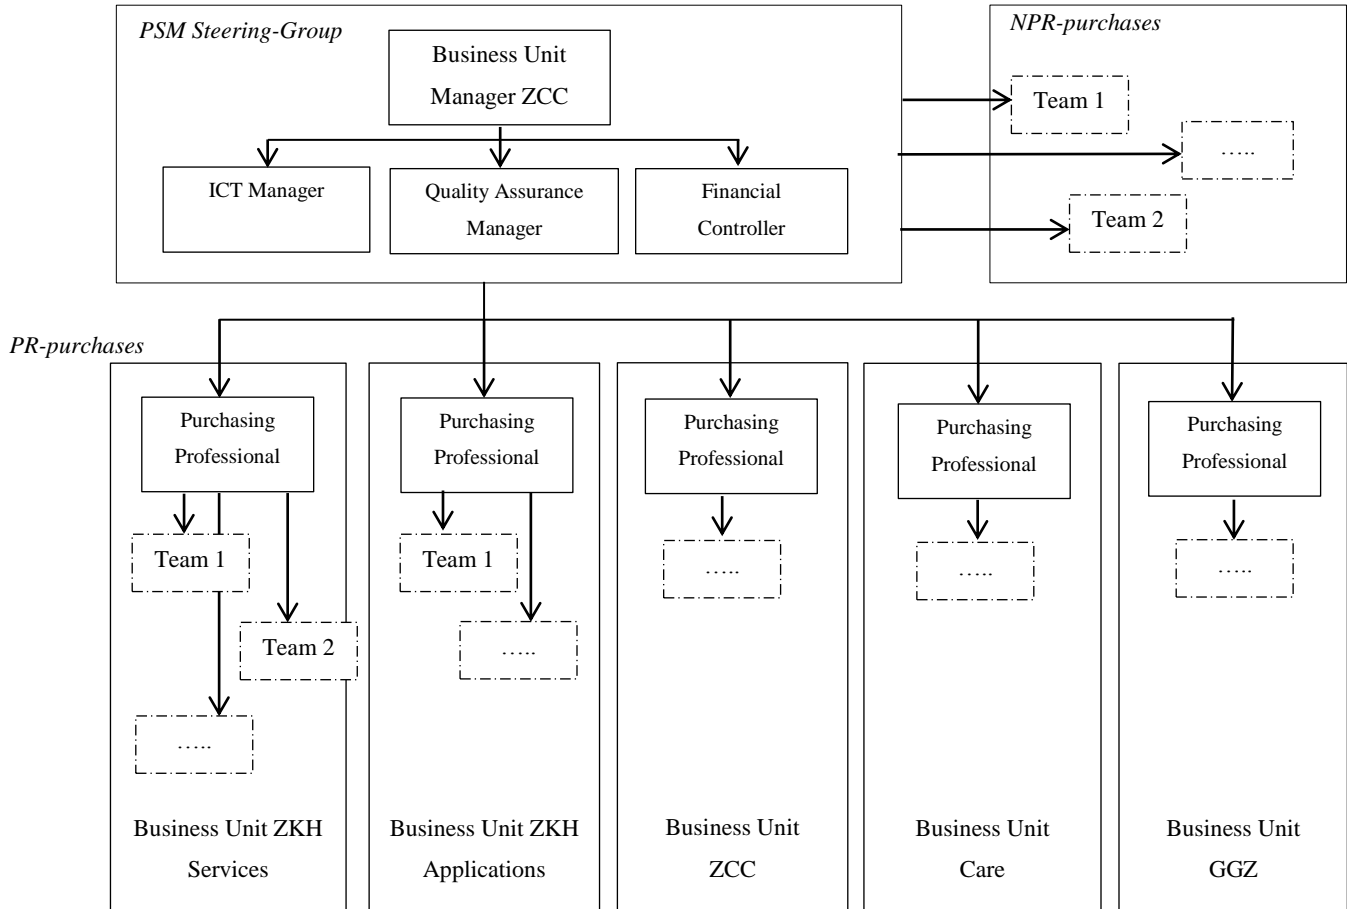 PSM Steering-Group
Business Unit
Manager ZCC
ICT Manager
Quality Assurance
Manager
Financial
Controller
NPR-purchases
Team 1
…..
Team 2
PR-purchases
Purchasing
Professional
Team 1
Team 2
…..
Business Unit ZKH
Services
Purchasing
Professional
Team 1
…..
Business Unit ZKH
Applications
Purchasing
Professional
…..
Business Unit
ZCC
Purchasing
Professional
…..
Business Unit
Care
Purchasing
Professional
…..
Business Unit
GGZ